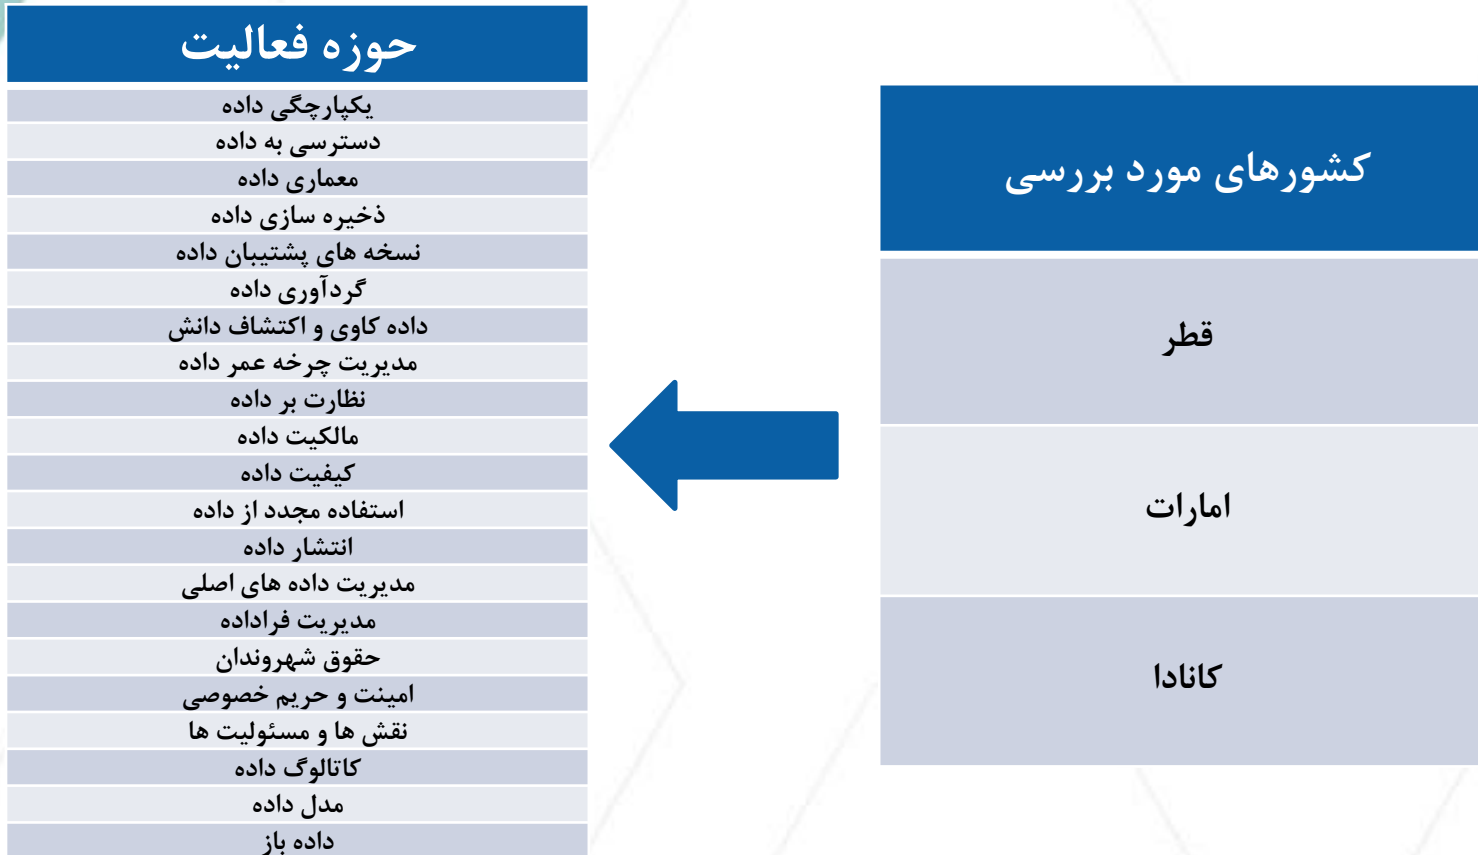 کشورهای مورد بررسی
قطر
امارات
کانادا
حوزه فعالیت
یکپارچگی داده
دسترسی به داده
معماری داده
ذخیره سازی داده
نسخه های پشتیبان داده
گردآوری داده
داده کاوی و اکتشاف دانش
مدیریت چرخه عمر داده
نظارت بر داده
مالکیت داده
کیفیت داده
استفاده مجدد از داده
انتشار داده
مدیریت داده های اصلی
مدیریت فراداده
حقوق شهروندان
امینت و حریم خصوصی
نقش ها و مسئولیت ها
کاتالوگ داده
مدل داده
داده باز